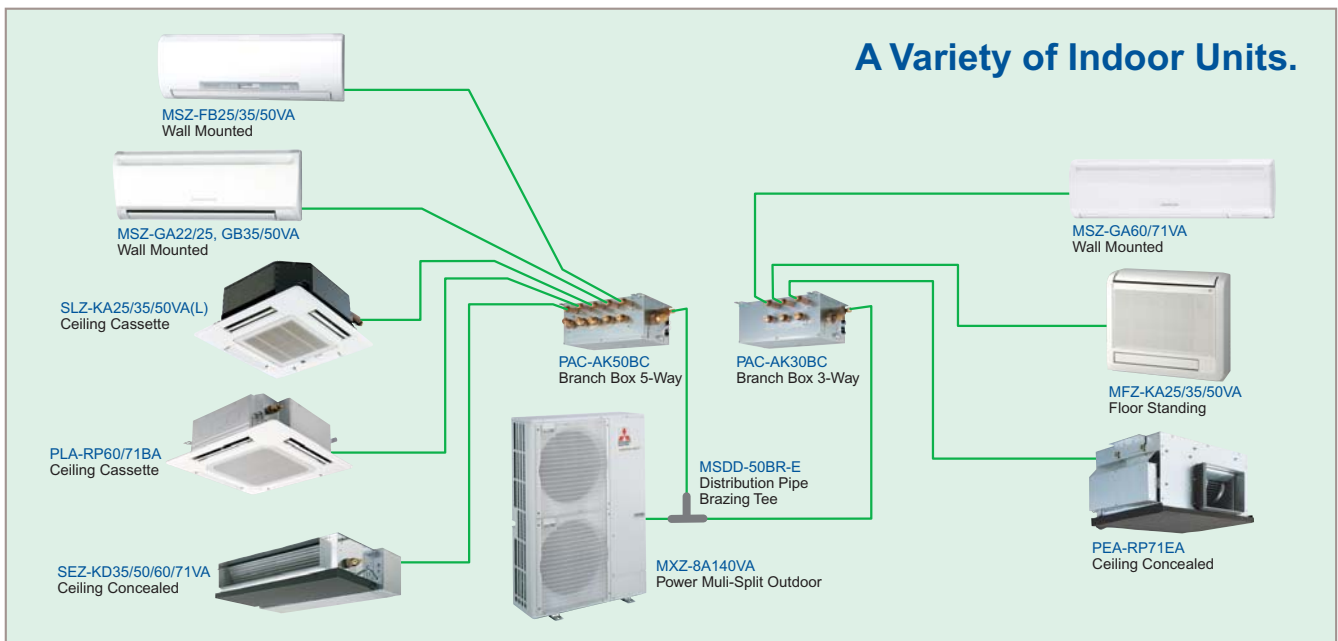 A Variety of Indoor Units.
MSZ-FB25/35/50VA
Wall Mounted
MSZ-GA22/25, GB35/50VA
Wall Mounted
MSZ-GA60/71VA
Wall Mounted
SLZ-KA25/35/50VA(L)
Ceiling Cassette
PAC-AK50BC
Branch Box 5-Way
PAC-AK30BC
Branch Box 3-Way
MFZ-KA25/35/50VA
Floor Standing
PLA-RP60/71BA
Ceiling Cassette
MSDD-50BR-E
Distribution Pipe
Brazing Tee
SEZ-KD35/50/60/71VA
Ceiling Concealed
MXZ-8A140VA
Power Muli-Split Outdoor
PEA-RP71EA
Ceiling Concealed